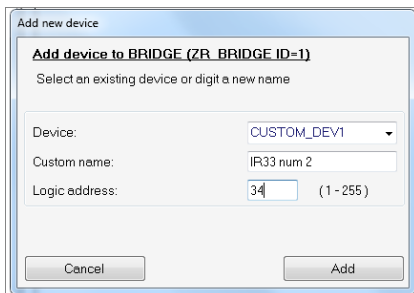 Add new device
Add device to BRIDGE (ZR_BRIDGE ID=1)
Select an existing device or digit a new name
Device: CUSTOM_DEV1
Custom name: IR33 num 2
Logic address: 34 (1 - 255)
Cancel Add